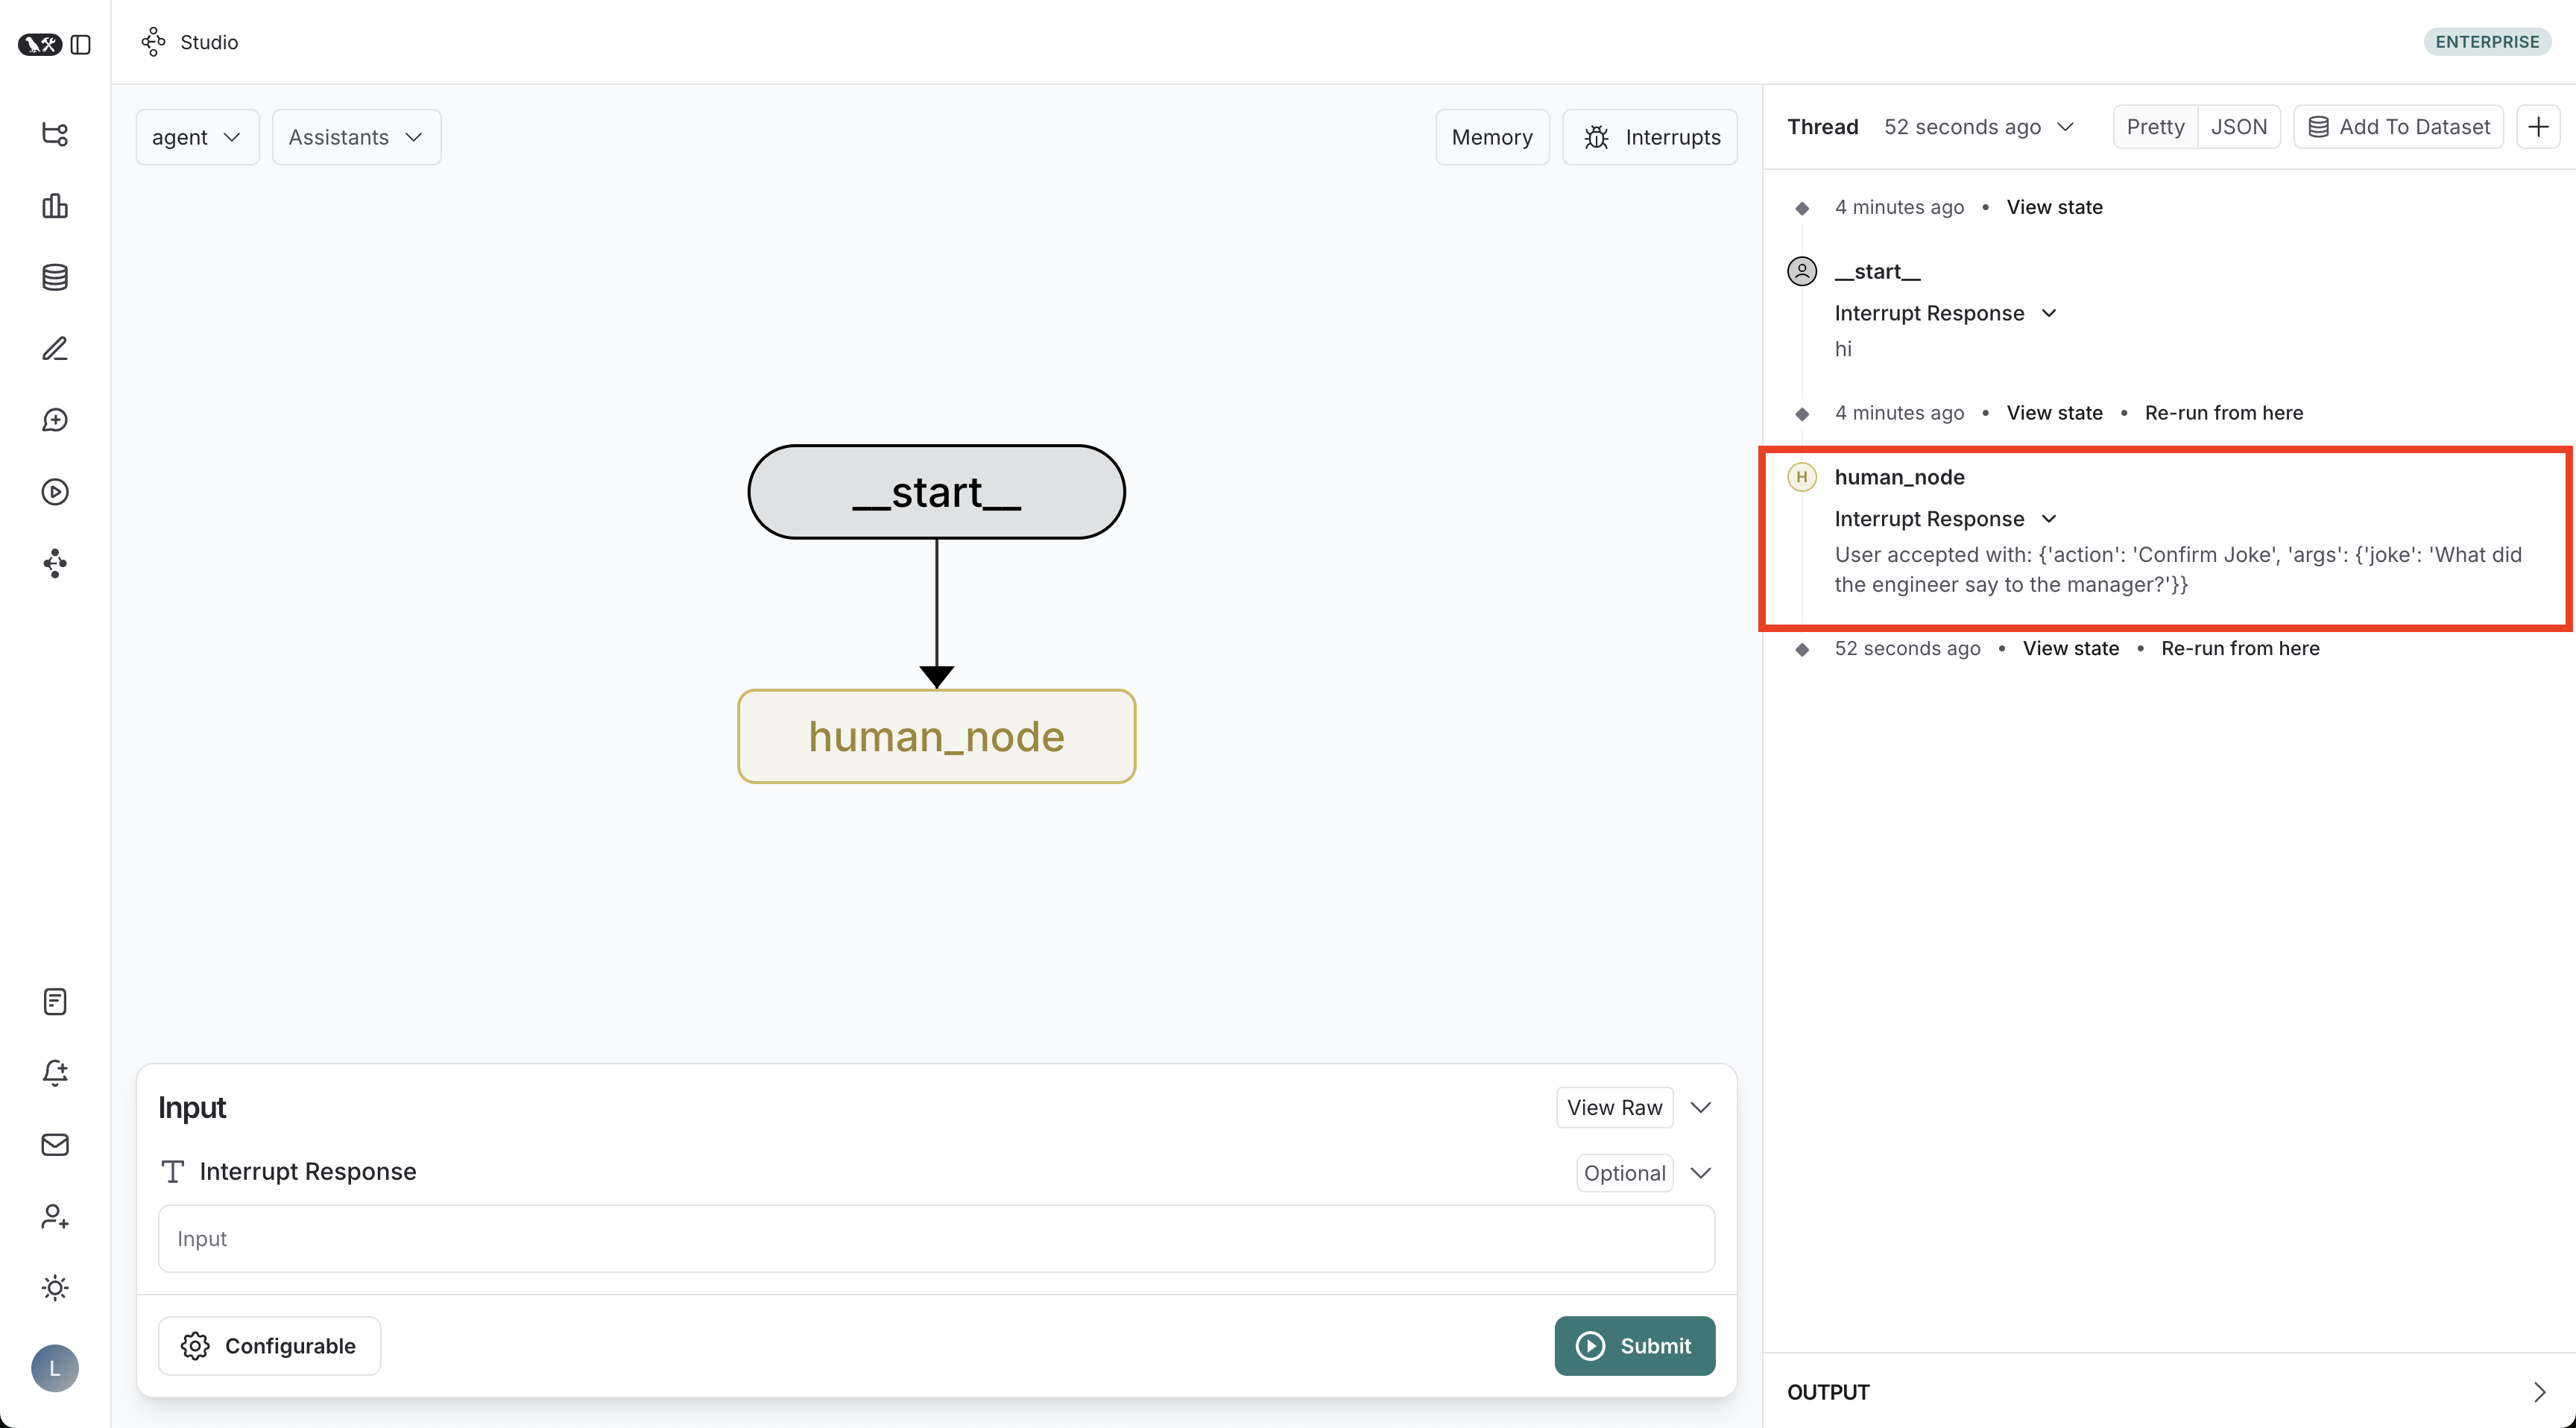 Studio
ENTERPRISE
agent
Assistants
Memory
Interrupts
Thread
52 seconds ago
Pretty
JSON
Add To Dataset
4 minutes ago • View state
__start__
Interrupt Response
hi
4 minutes ago • View state • Re-run from here
H
human_node
Interrupt Response
User accepted with: {'action': 'Confirm Joke', 'args': {'joke': 'What did
the engineer say to the manager?'}}
52 seconds ago • View state • Re-run from here
__start__
human_node
Input
View Raw
Interrupt Response
Optional
Input
Configurable
Submit
L
OUTPUT